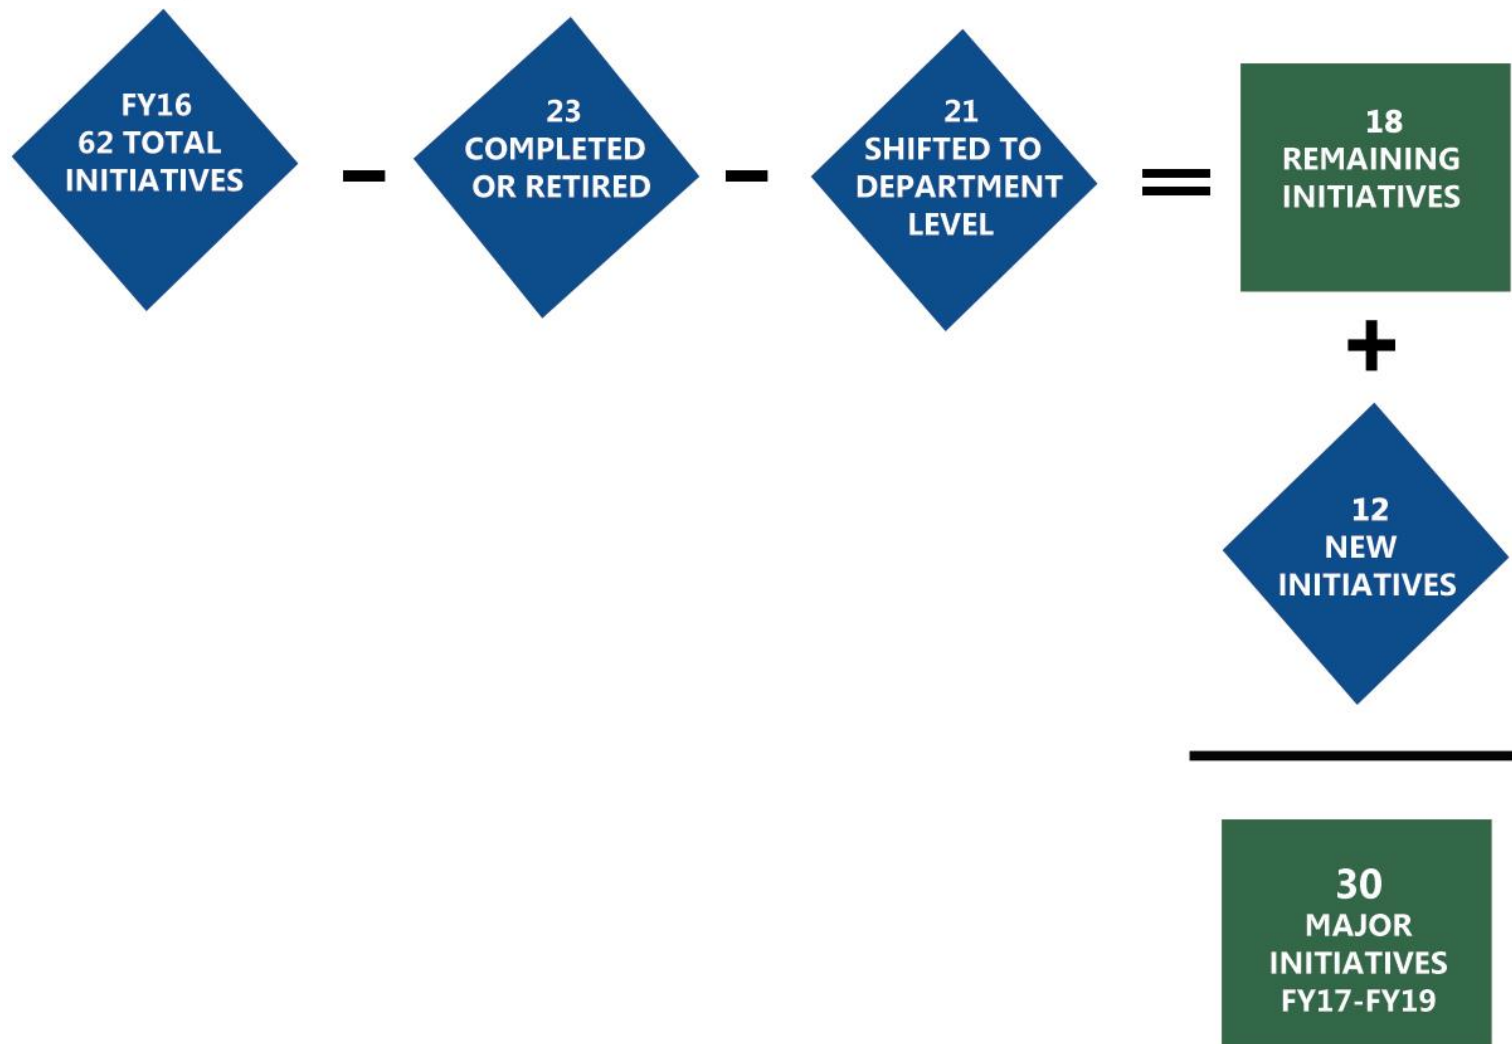 FY16
62 TOTAL
INITIATIVES
-
23
COMPLETED
OR RETIRED
-
21
SHIFTED TO
DEPARTMENT
LEVEL
=
18
REMAINING
INITIATIVES
+
12
NEW
INITIATIVES
30
MAJOR
INITIATIVES
FY17-FY19